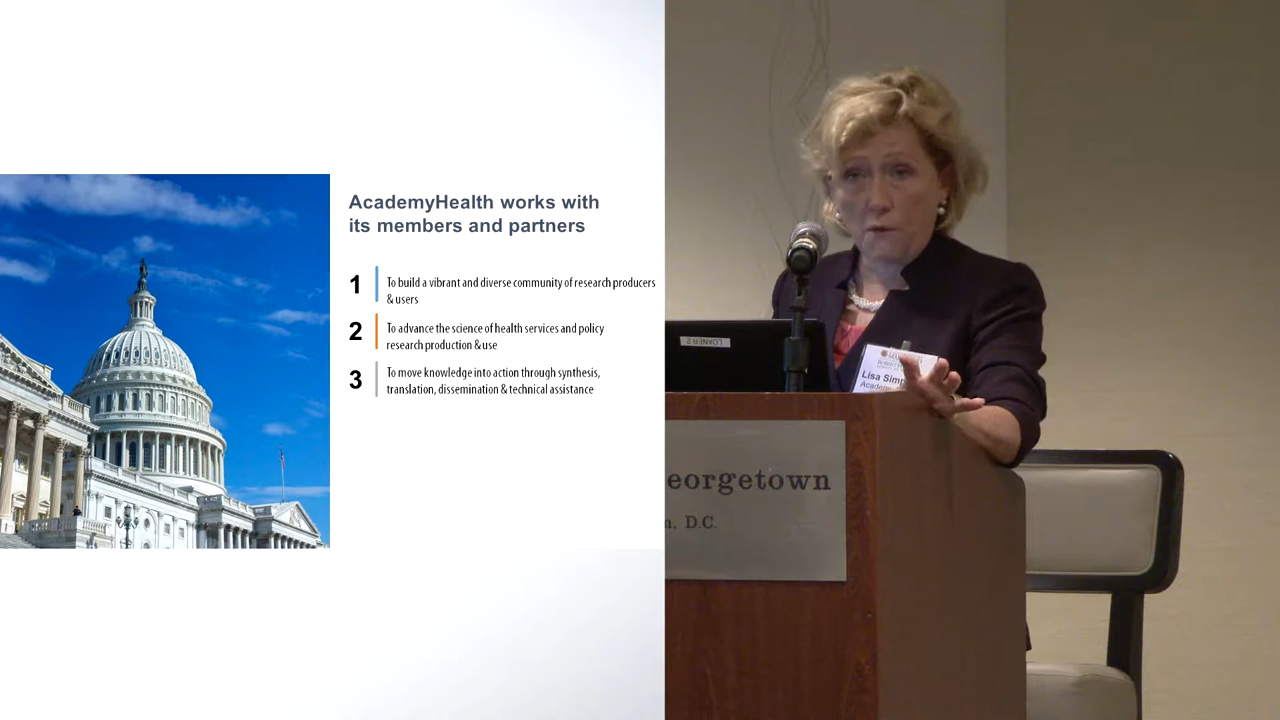 AcademyHealth works with
its members and partners
1
To build a vibrant and diverse community of research producers
& users
2
To advance the science of health services and policy
research production & use
3
To move knowledge into action through synthesis,
translation, dissemination & technical assistance
LOANER 2
Lisa Simp
Academy
eorgetown
n, D.C.